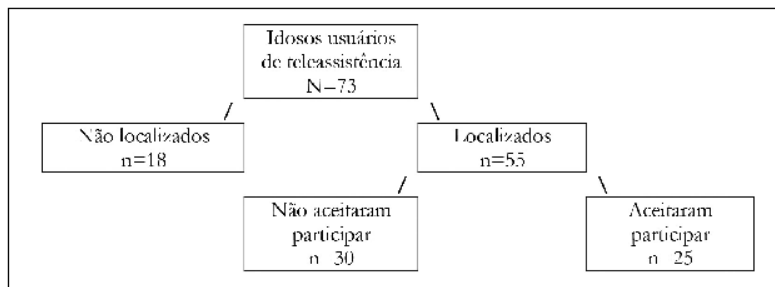 Idosos usuários
de teleassistência
N=73
Não localizados
n=18
Localizados
n=55
Não aceitaram
participar
n=30
Aceitaram
participar
n=25